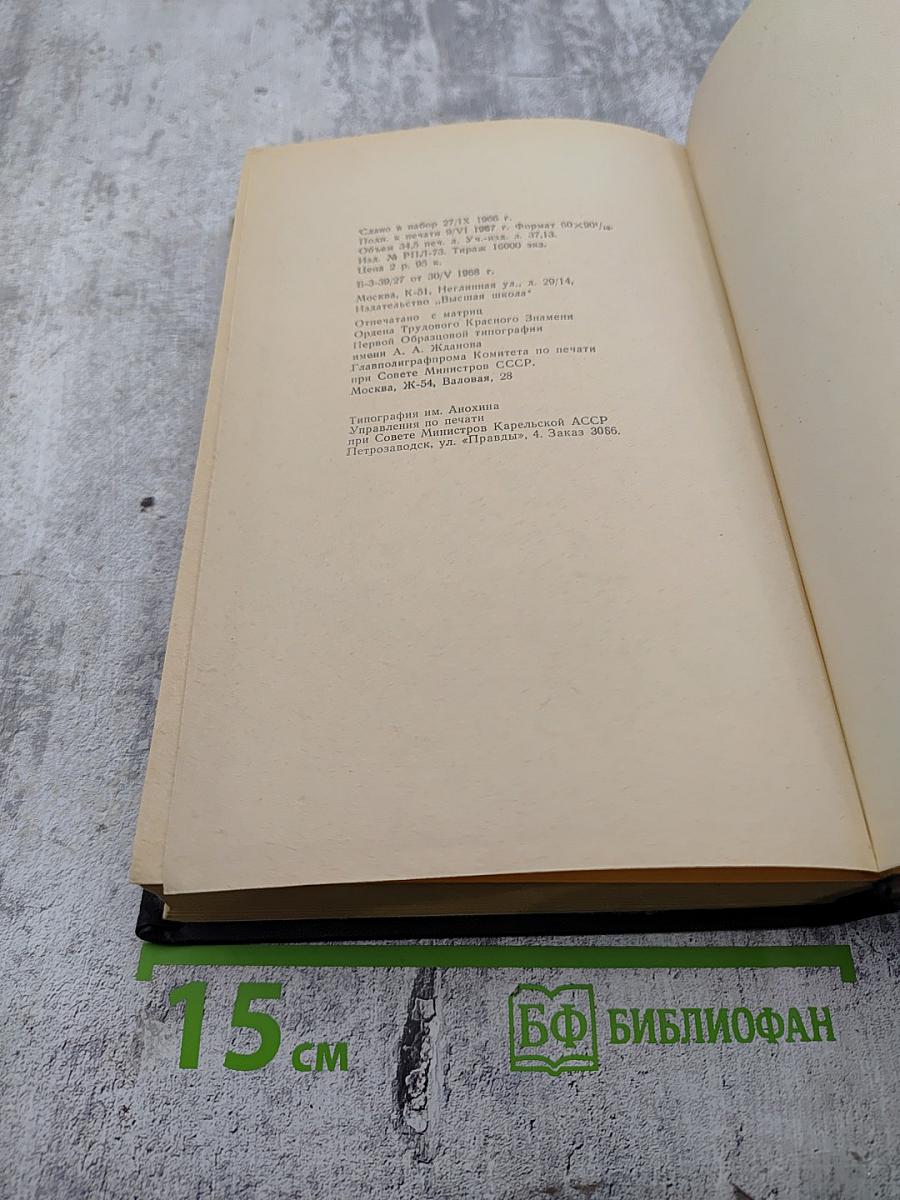 Сдано в набор 27/IX 1966 г.
Подп. к печати 9/VI 1967 г. Формат 60×90¹/₁₆.
Объем 34,5 печ. л. Уч.-изд. л. 37,13.
Изд. № РПЛ-73. Тираж 16000 экз.
Цена 2 р. 05 к.
Б-3-39/27 от 30/V 1968 г.
Москва, К-51, Неглинная ул., д. 29/14,
Издательство „Высшая школа"
Отпечатано с матриц
Ордена Трудового Красного Знамени
Первой Образцовой типографии
имени А. А. Жданова
Главполиграфпрома Комитета по печати
при Совете Министров СССР.
Москва, Ж-54, Валовая, 28
Типография им. Анохина
Управления по печати
при Совете Министров Карельской АССР
Петрозаводск, ул. «Правды», 4. Заказ 3086.
15 см
БФ БИБЛИОФАН